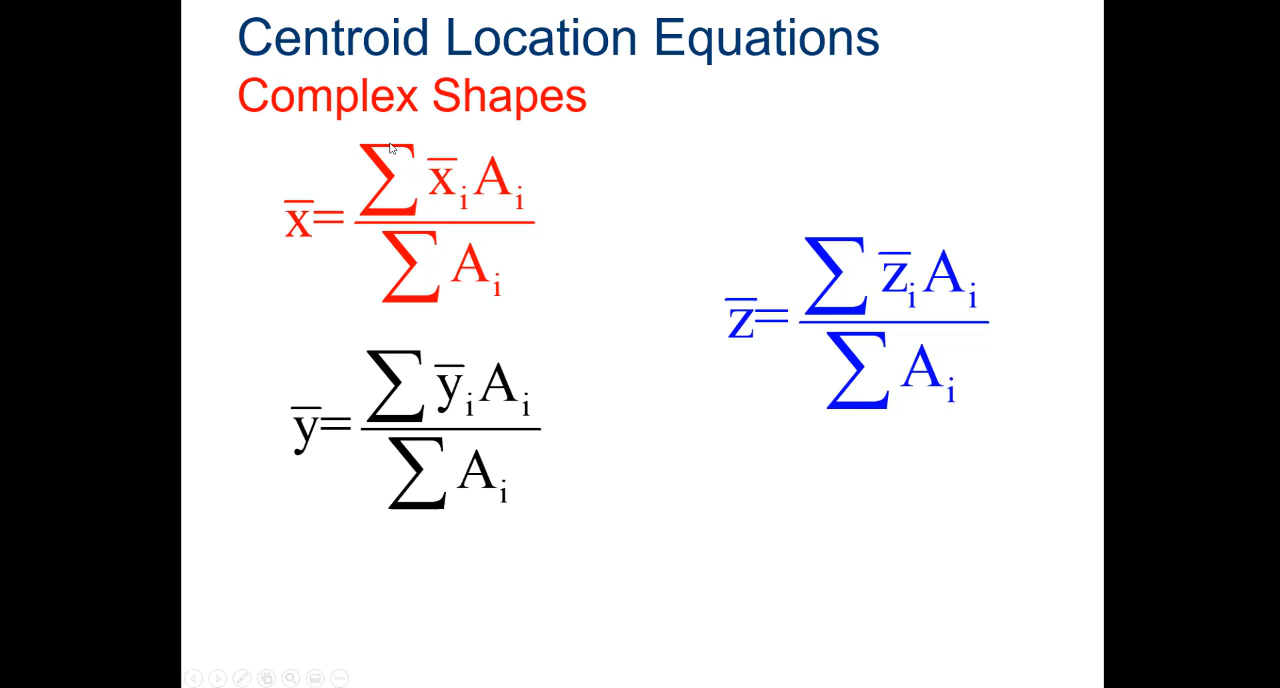 Centroid Location Equations
Complex Shapes
x̄ = ∑ x̄ᵢAᵢ / ∑ Aᵢ
ȳ = ∑ ȳᵢAᵢ / ∑ Aᵢ
z̄ = ∑ z̄ᵢAᵢ / ∑ Aᵢ